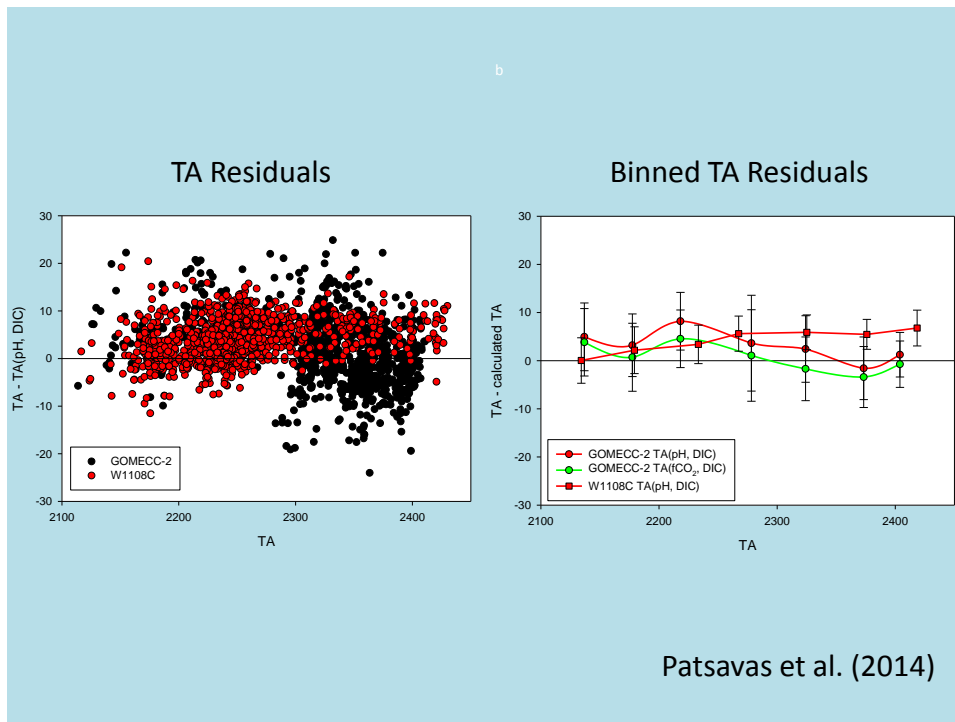 b
TA Residuals
Binned TA Residuals
30
20
10
0
-10
-20
-30
TA - TA(pH, DIC)
GOMECC-2
W1108C
2100 2200 2300 2400
TA
30
20
10
0
-10
-20
-30
TA - calculated TA
GOMECC-2 TA(pH, DIC)
GOMECC-2 TA(fCO₂, DIC)
W1108C TA(pH, DIC)
2100 2200 2300 2400
TA
Patsavas et al. (2014)